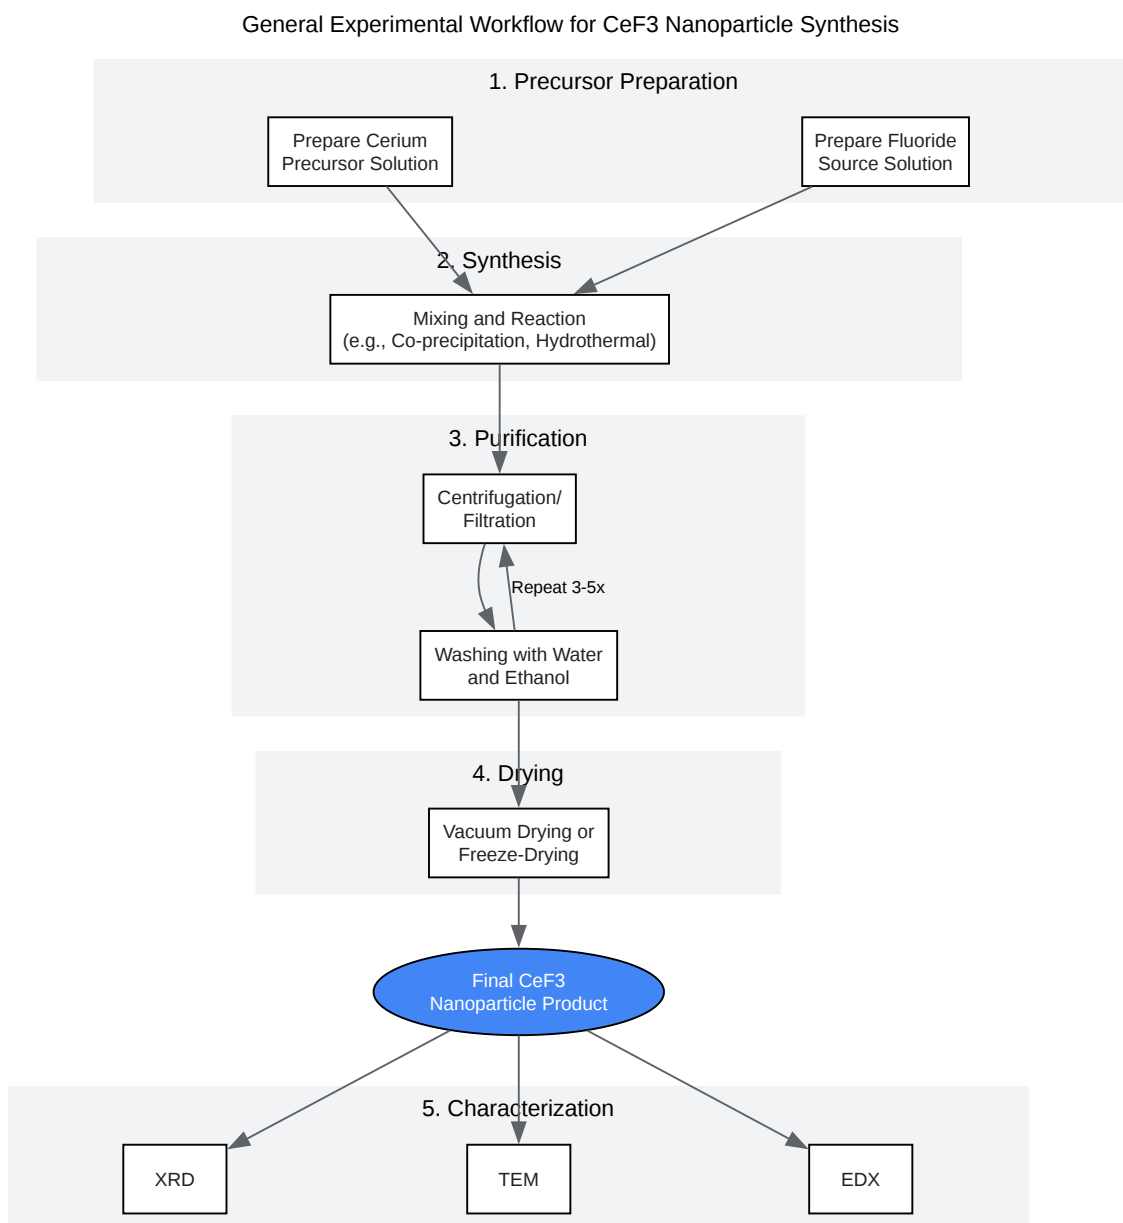 General Experimental Workflow for CeF3 Nanoparticle Synthesis
1. Precursor Preparation
Prepare Cerium
Precursor Solution
Prepare Fluoride
Source Solution
2. Synthesis
Mixing and Reaction
(e.g., Co-precipitation, Hydrothermal)
3. Purification
Centrifugation/
Filtration
Repeat 3-5x
Washing with Water
and Ethanol
4. Drying
Vacuum Drying or
Freeze-Drying
Final CeF3
Nanoparticle Product
5. Characterization
XRD
TEM
EDX